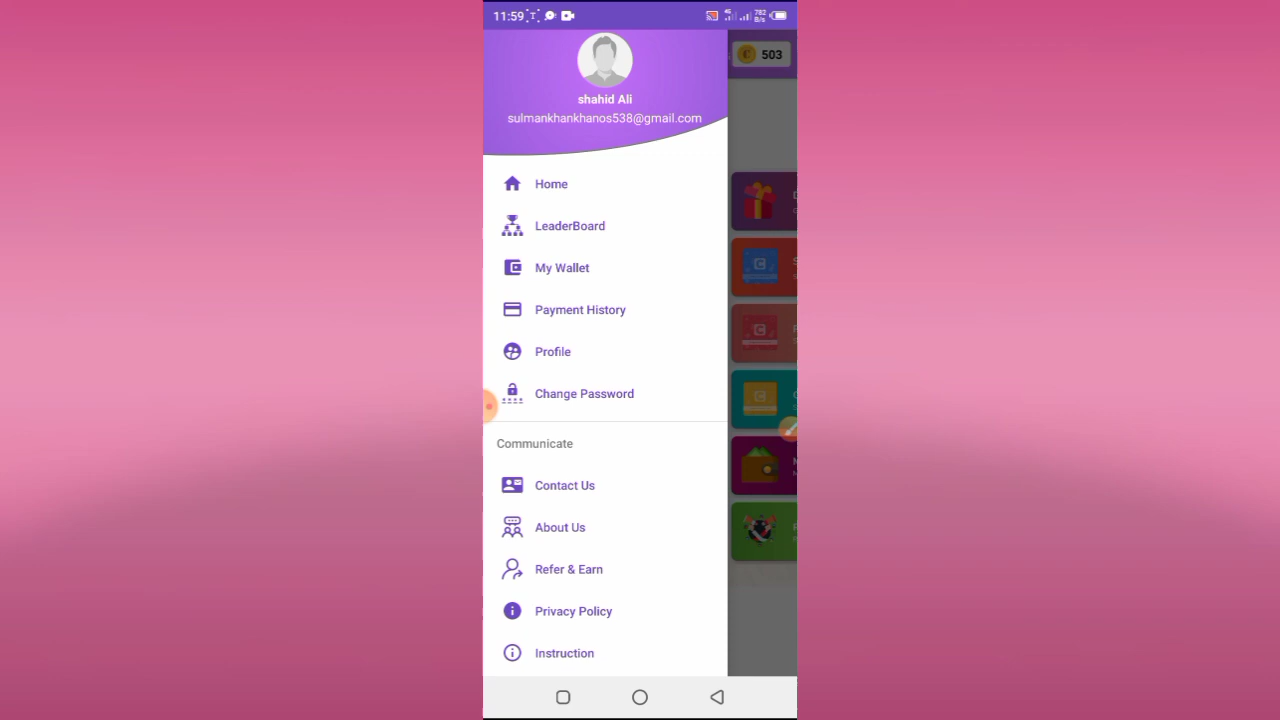 11:59 T 782
B/s
503
shahid Ali
sulmankhankhanos538@gmail.com
Home
LeaderBoard
My Wallet
Payment History
Profile
Change Password
Communicate
Contact Us
About Us
Refer & Earn
Privacy Policy
Instruction